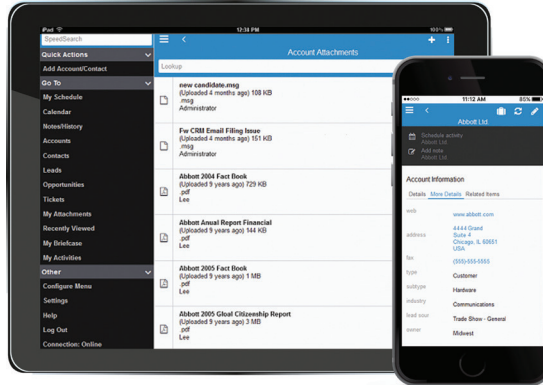 iPad
12:38 PM
100%
SpeedSearch
Quick Actions
Add Account/Contact
Go To
My Schedule
Calendar
Notes/History
Accounts
Contacts
Leads
Opportunities
Tickets
My Attachments
Recently Viewed
My Briefcase
My Activities
Other
Configure Menu
Settings
Help
Log Out
Connection: Online
Account Attachments
Lookup
new candidate.msg
(Uploaded 4 months ago) 108 KB
.msg
Administrator
Fw CRM Email Filing Issue
(Uploaded 4 months ago) 151 KB
.msg
Administrator
Abbott 2004 Fact Book
(Uploaded 9 years ago) 729 KB
.pdf
Lee
Abbott Anual Report Financial
(Uploaded 9 years ago) 144 KB
.pdf
Lee
Abbott 2005 Fact Book
(Uploaded 9 years ago) 1 MB
.pdf
Lee
Abbott 2005 Gloal Citizenship Report
(Uploaded 9 years ago) 3 MB
.pdf
Lee
11:12 AM
85%
Abbott Ltd.
Schedule activity
Abbott Ltd.
Add note
Abbott Ltd.
Account Information
Details More Details Related Items
web www.abbott.com
address 4444 Grand
Suite 4
Chicago, IL 60651
USA
fax (555)-555-5555
type Customer
subtype Hardware
industry Communications
lead sour Trade Show - General
owner Midwest